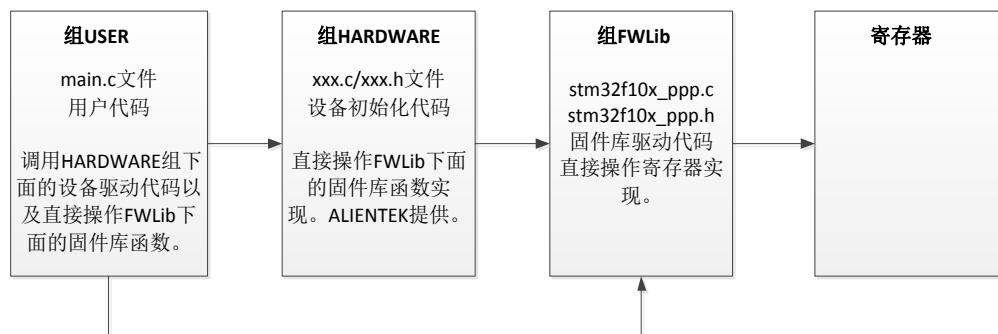 组USER
main.c文件
用户代码
调用HARDWARE组下
面的设备驱动代码以
及直接操作FWLib下
面的固件库函数。
组HARDWARE
xxx.c/xxx.h文件
设备初始化代码
直接操作FWLib下面
的固件库函数实
现。ALIENTEK提供。
组FWLib
stm32f10x_ppp.c
stm32f10x_ppp.h
固件库驱动代码
直接操作寄存器实
现。
寄存器